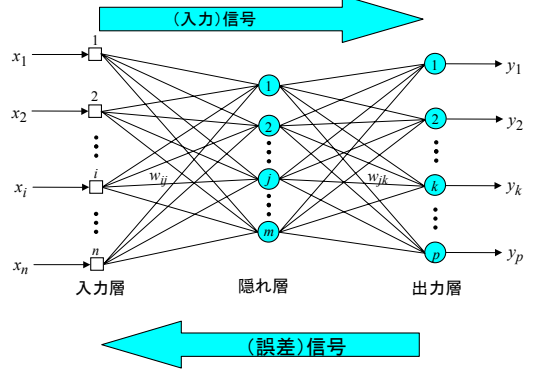 (入力)信号
x1 1 1 y1
1
x2 2 2 y2
2
xi i wij j wjk k yk
m
xn n p yp
入力層 隠れ層 出力層
(誤差)信号